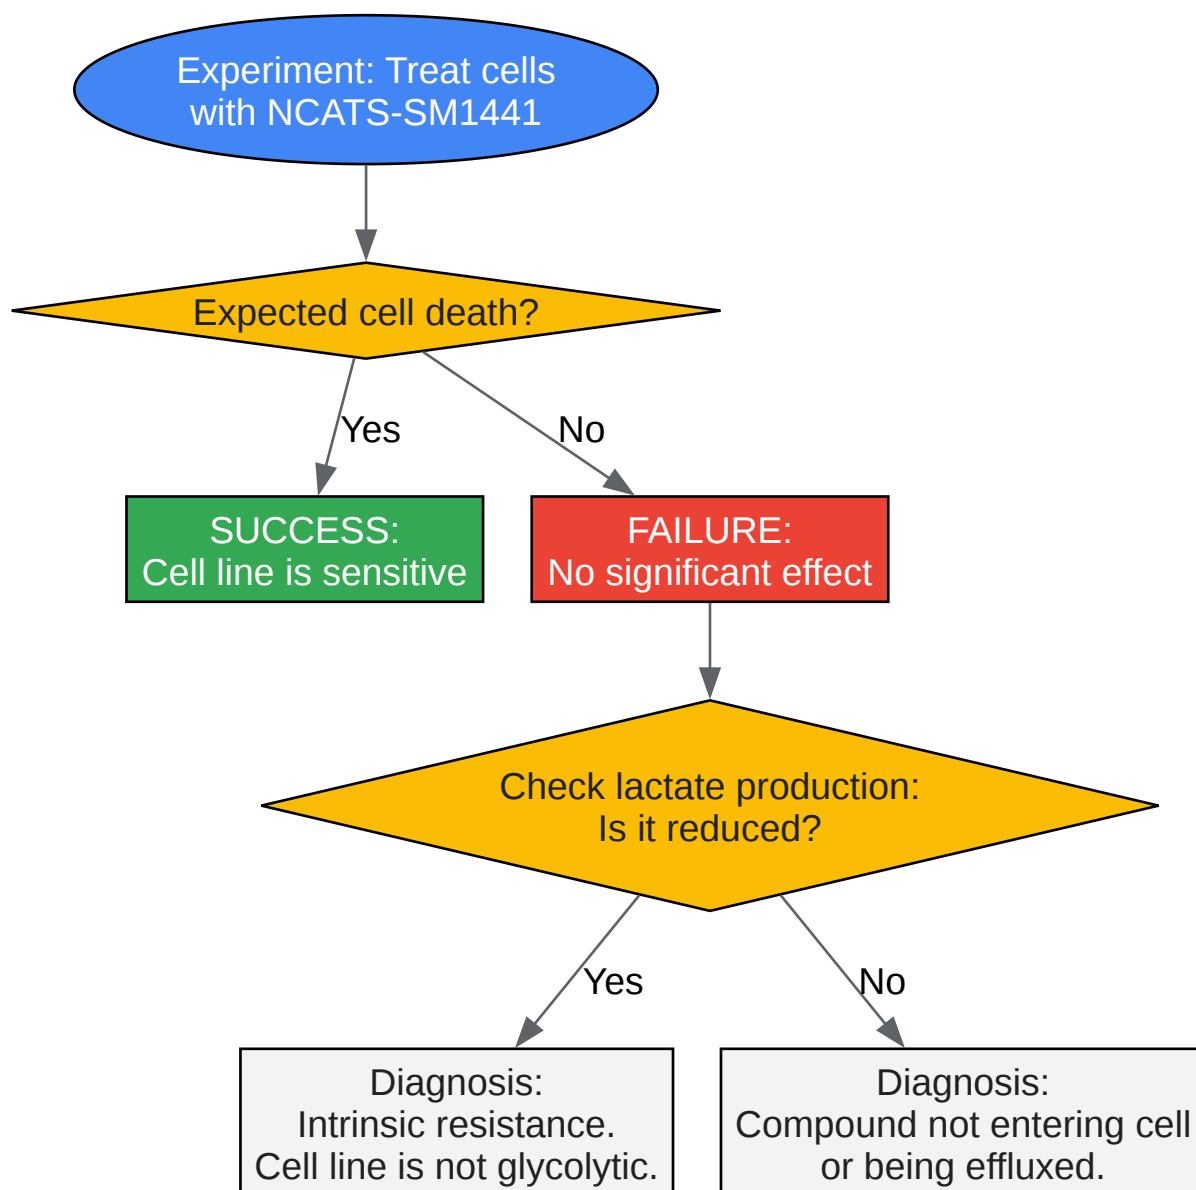 Experiment: Treat cells
with NCATS-SM1441
Expected cell death?
Yes
No
SUCCESS:
Cell line is sensitive
FAILURE:
No significant effect
Check lactate production:
Is it reduced?
Yes
No
Diagnosis:
Intrinsic resistance.
Cell line is not glycolytic.
Diagnosis:
Compound not entering cell
or being effluxed.